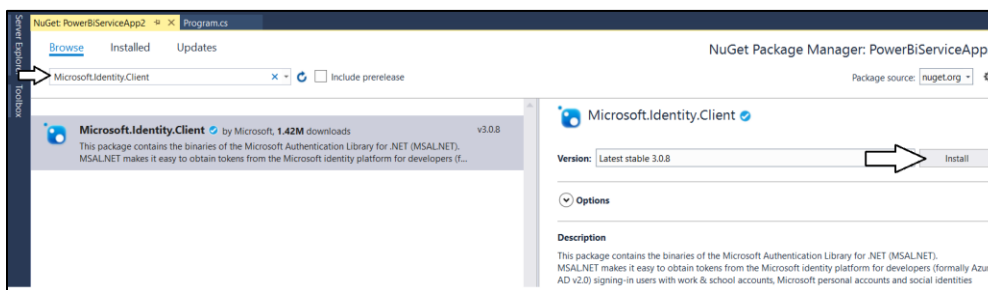 NuGet: PowerBiServiceApp2
Program.cs
Server Explorer
Toolbox
Browse Installed Updates
NuGet Package Manager: PowerBiServiceApp
Microsoft.Identity.Client
Include prerelease
Package source: nuget.org
Microsoft.Identity.Client by Microsoft, 1.42M downloads
v3.0.8
This package contains the binaries of the Microsoft Authentication Library for .NET (MSAL.NET).
MSAL.NET makes it easy to obtain tokens from the Microsoft identity platform for developers (f...
Microsoft.Identity.Client
Version: Latest stable 3.0.8
Install
Options
Description
This package contains the binaries of the Microsoft Authentication Library for .NET (MSAL.NET).
MSAL.NET makes it easy to obtain tokens from the Microsoft identity platform for developers (formally Azu
AD v2.0) signing-in users with work & school accounts, Microsoft personal accounts and social identities